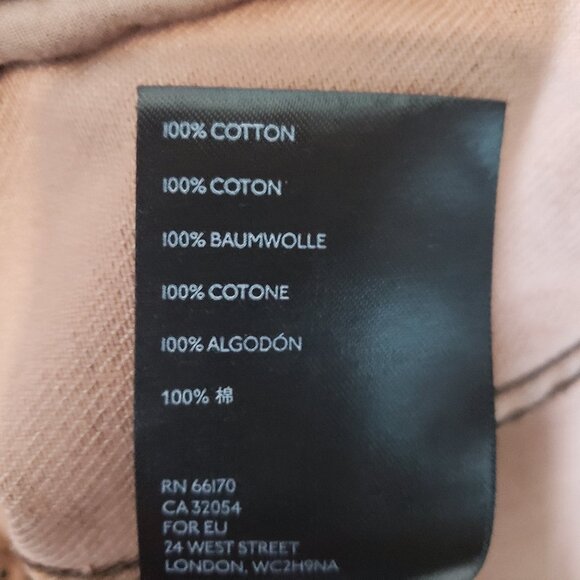 100% COTTON
100% COTON
100% BAUMWOLLE
100% COTONE
100% ALGODÓN
100% 棉
RN 66170
CA 32054
FOR EU
24 WEST STREET
LONDON, WC2H9NA